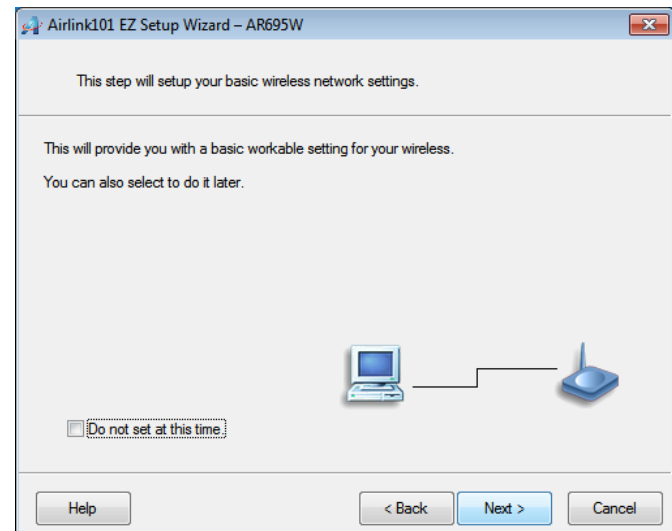 Airlink101 EZ Setup Wizard – AR695W
This step will setup your basic wireless network settings.
This will provide you with a basic workable setting for your wireless.
You can also select to do it later.
Do not set at this time.
Help
< Back
Next >
Cancel